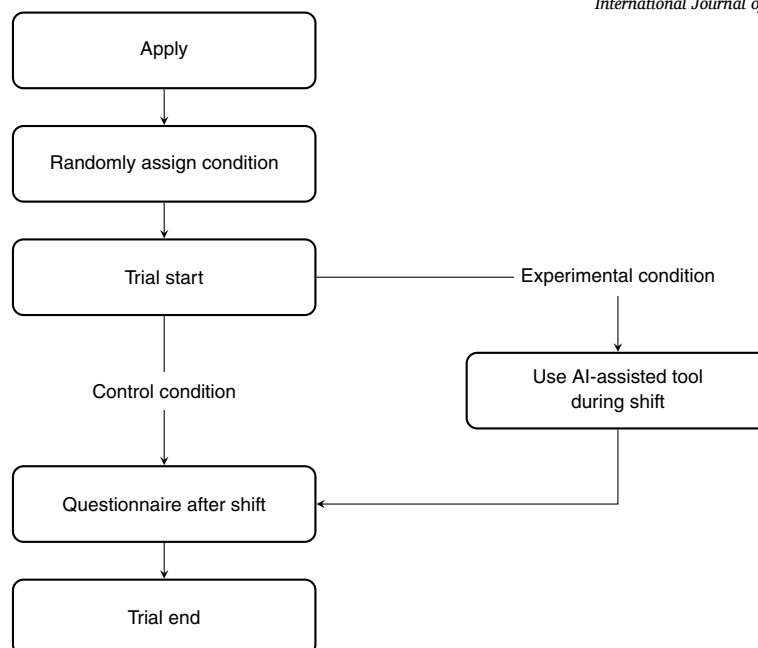 International Journal of
Apply
Randomly assign condition
Trial start
Experimental condition
Use AI-assisted tool
during shift
Control condition
Questionnaire after shift
Trial end